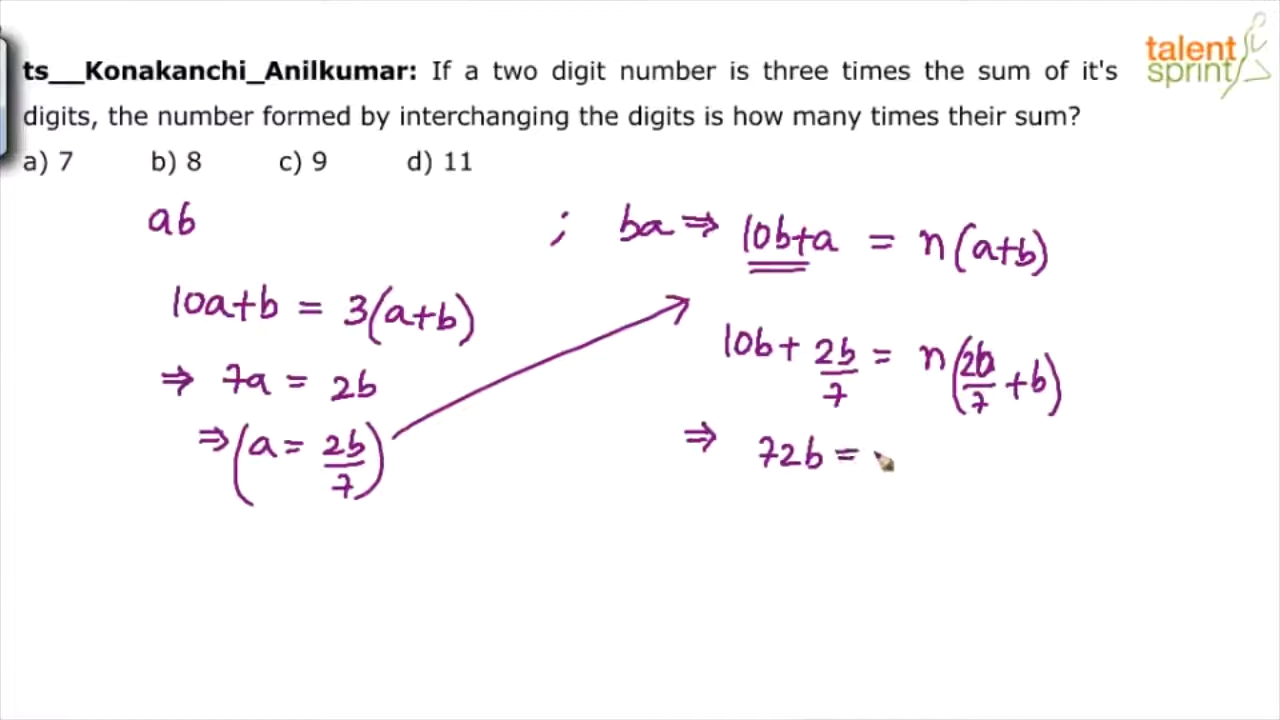 talent
sprint
ts__Konakanchi_Anilkumar: If a two digit number is three times the sum of it's
digits, the number formed by interchanging the digits is how many times their sum?
a) 7 b) 8 c) 9 d) 11
ab
10a+b = 3(a+b)
⇒ 7a = 2b
⇒ (a = 2b/7)
; ba ⇒ 10b+a = n(a+b)
10b + 2b/7 = n(2b/7 + b)
⇒ 72b =